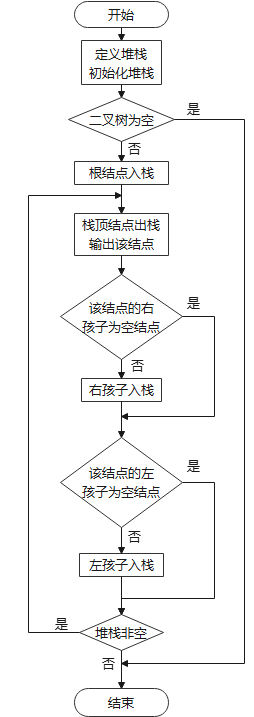 开始
定义堆栈
初始化堆栈
二叉树为空
是
否
根结点入栈
栈顶结点出栈
输出该结点
该结点的右
孩子为空结点
是
否
右孩子入栈
该结点的左
孩子为空结点
是
否
左孩子入栈
是
堆栈非空
否
结束